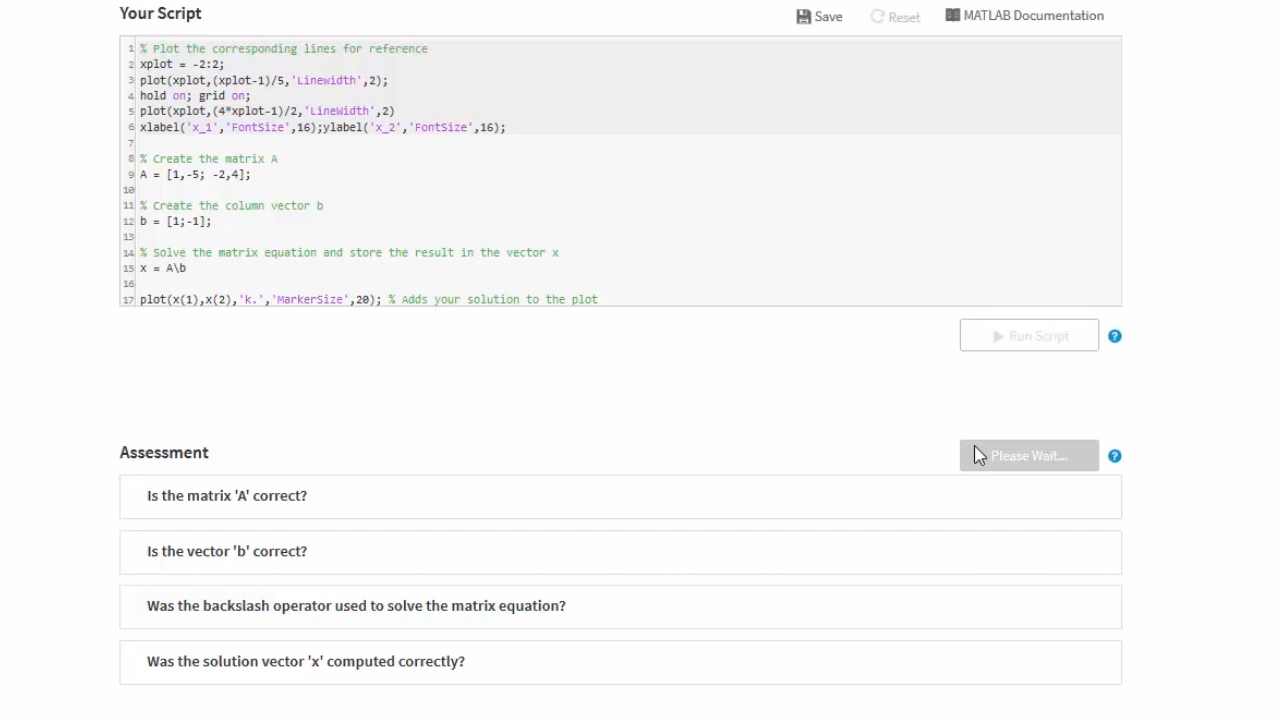 Your Script
Save Reset MATLAB Documentation
1 % Plot the corresponding lines for reference
2 xplot = -2:2;
3 plot(xplot,(xplot-1)/5,'Linewidth',2);
4 hold on; grid on;
5 plot(xplot,(4*xplot-1)/2,'LineWidth',2)
6 xlabel('x_1','FontSize',16);ylabel('x_2','FontSize',16);
7
8 % Create the matrix A
9 A = [1,-5; -2,4];
10
11 % Create the column vector b
12 b = [1;-1];
13
14 % Solve the matrix equation and store the result in the vector x
15 x = A\b
16
17 plot(x(1),x(2),'k.','MarkerSize',20); % Adds your solution to the plot
Run Script ?
Assessment
Please Wait... ?
Is the matrix 'A' correct?
Is the vector 'b' correct?
Was the backslash operator used to solve the matrix equation?
Was the solution vector 'x' computed correctly?